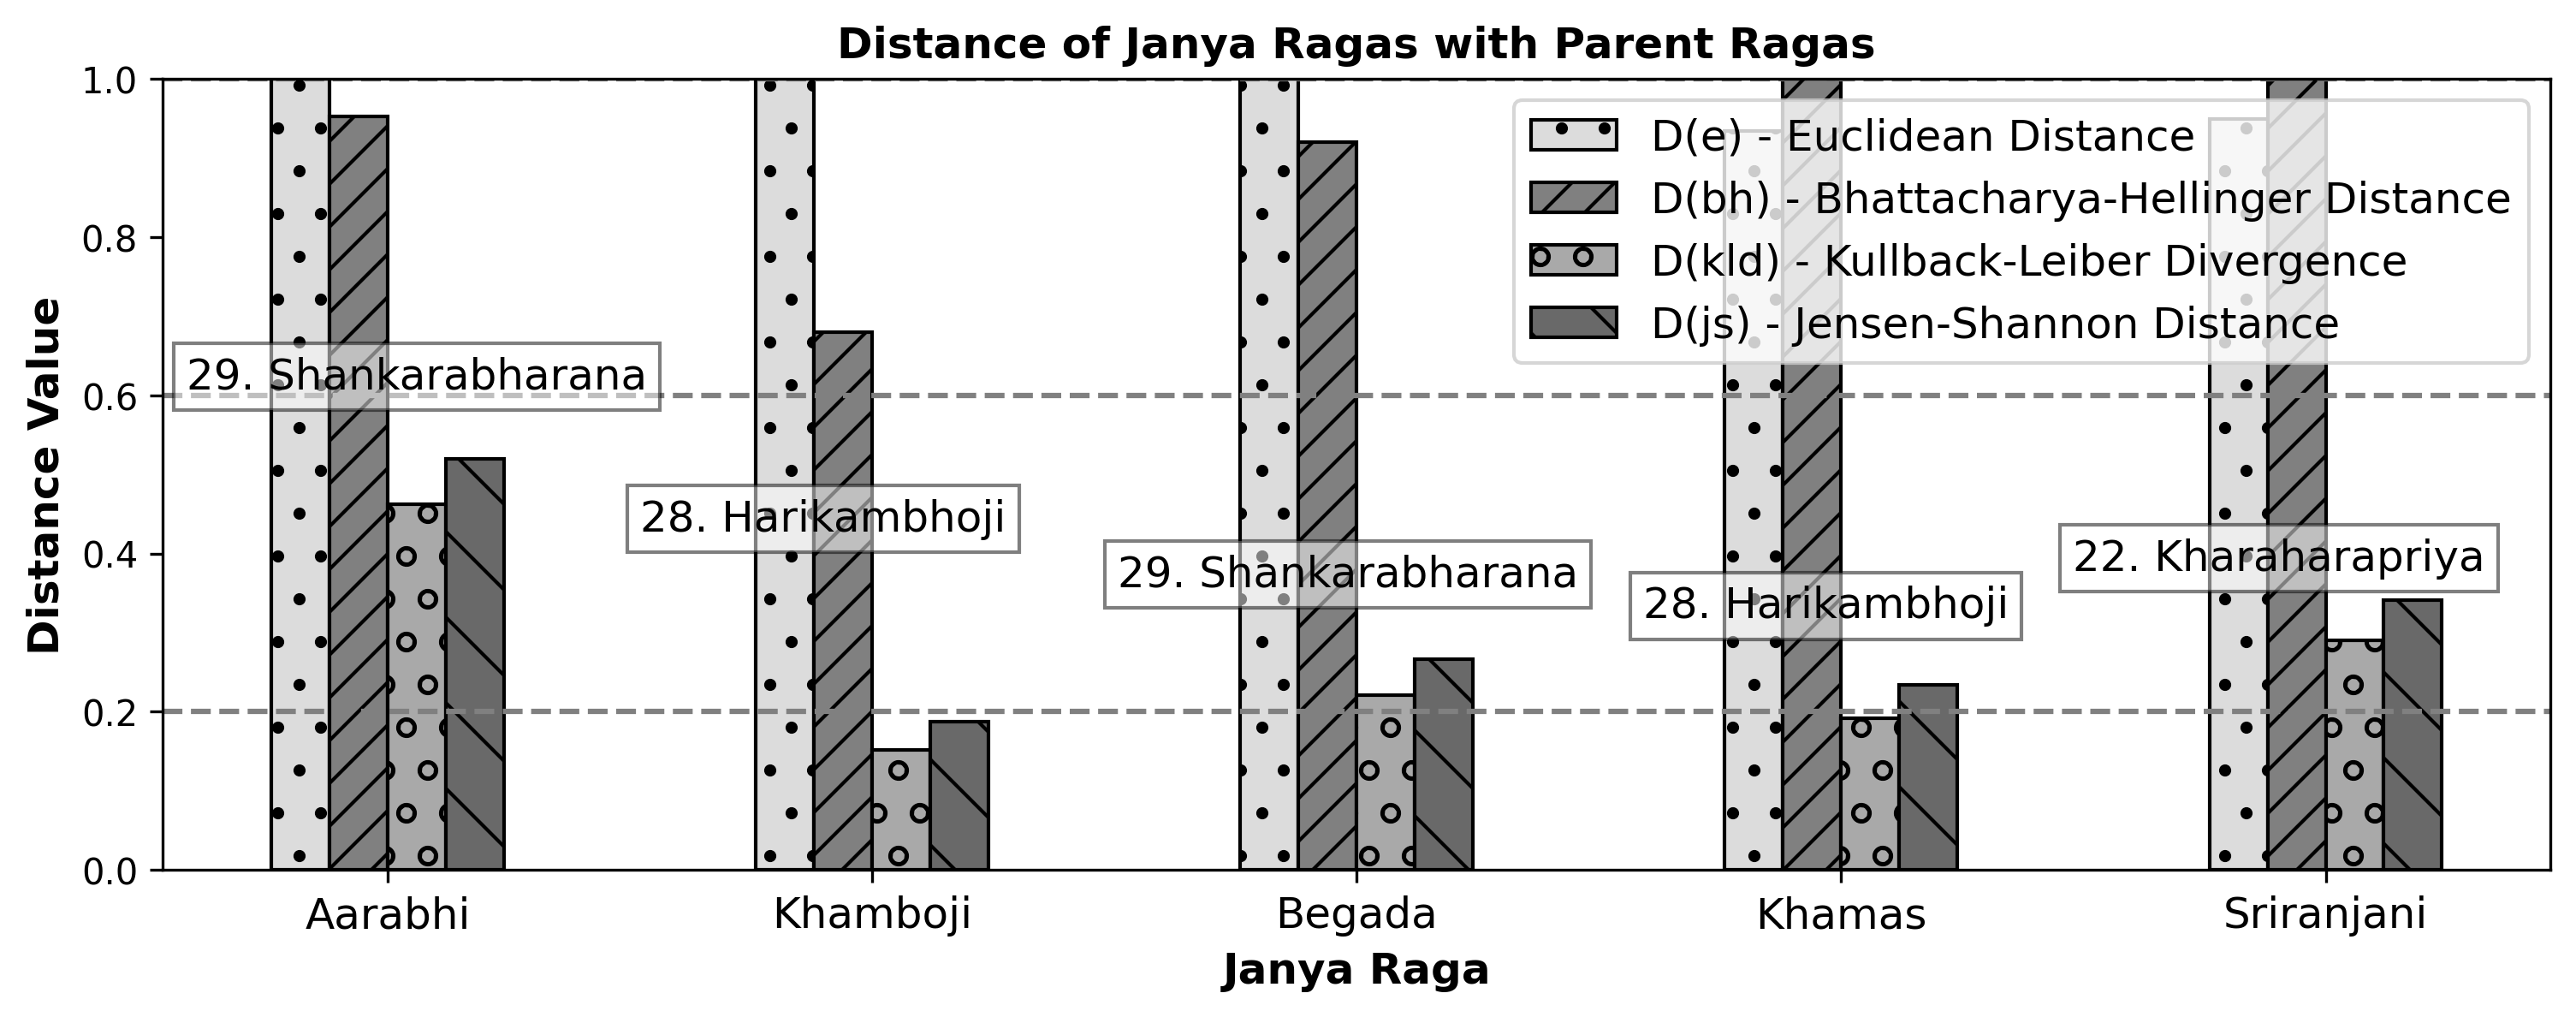 Distance of Janya Ragas with Parent Ragas
Distance Value
1.0
0.8
0.6
0.4
0.2
0.0
D(e) - Euclidean Distance
D(bh) - Bhattacharya-Hellinger Distance
D(kld) - Kullback-Leiber Divergence
D(js) - Jensen-Shannon Distance
29. Shankarabharana
28. Harikambhoji
29. Shankarabharana
28. Harikambhoji
22. Kharaharapriya
Aarabhi
Khamboji
Begada
Khamas
Sriranjani
Janya Raga